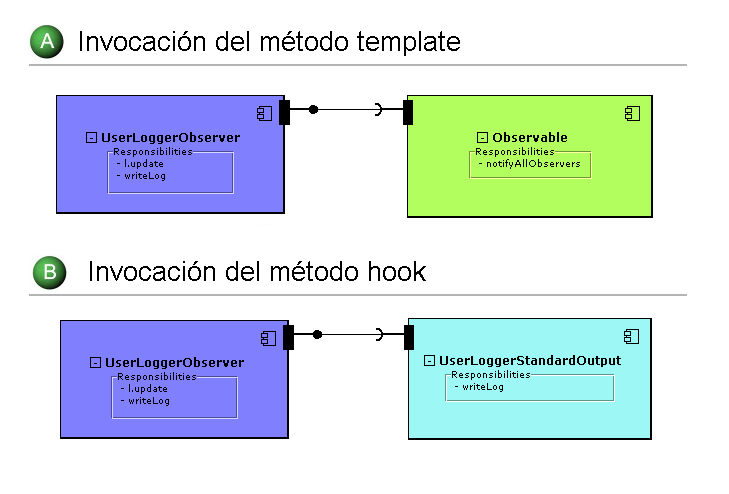 A Invocación del método template
UserLoggerObserver
Responsibilities
- l.update
- writeLog
Observable
Responsibilities
- notifyAllObservers
B Invocación del método hook
UserLoggerObserver
Responsibilities
- l.update
- writeLog
UserLoggerStandardOutput
Responsibilities
- writeLog